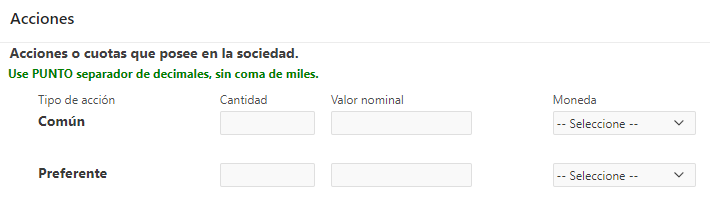 Acciones
Acciones o cuotas que posee en la sociedad.
Use PUNTO separador de decimales, sin coma de miles.
Tipo de acción Cantidad Valor nominal Moneda
Común -- Seleccione --
Preferente -- Seleccione --